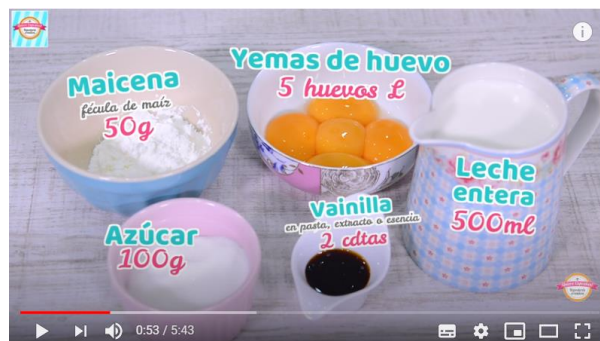 Yemas de huevo
5 huevos L
Maicena
fécula de maíz
50g
Leche
entera
500ml
Vainilla
en pasta, extracto o esencia
2 cdtas
Azúcar
100g
0:53 / 5:43